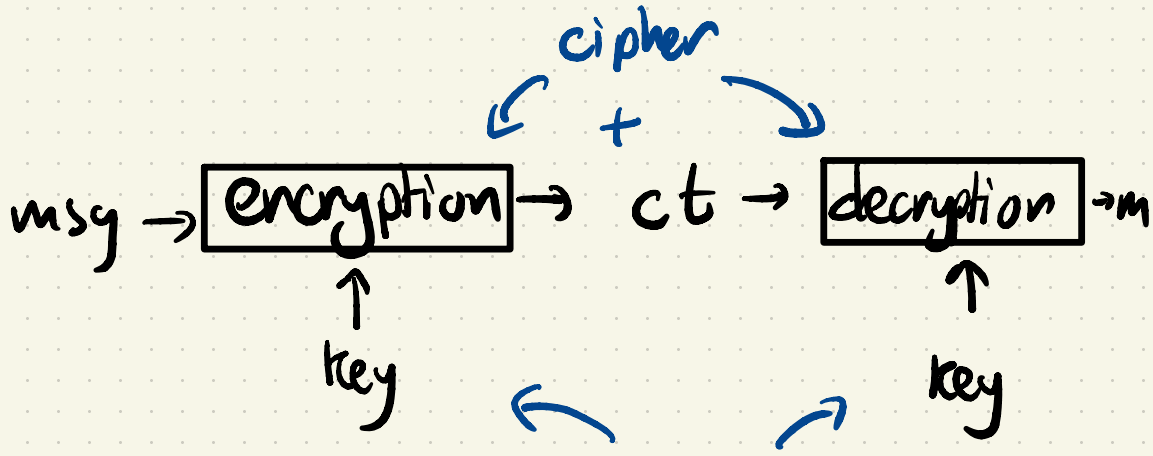 cipher
+
msg → encryption → ct → decryption → m
key key